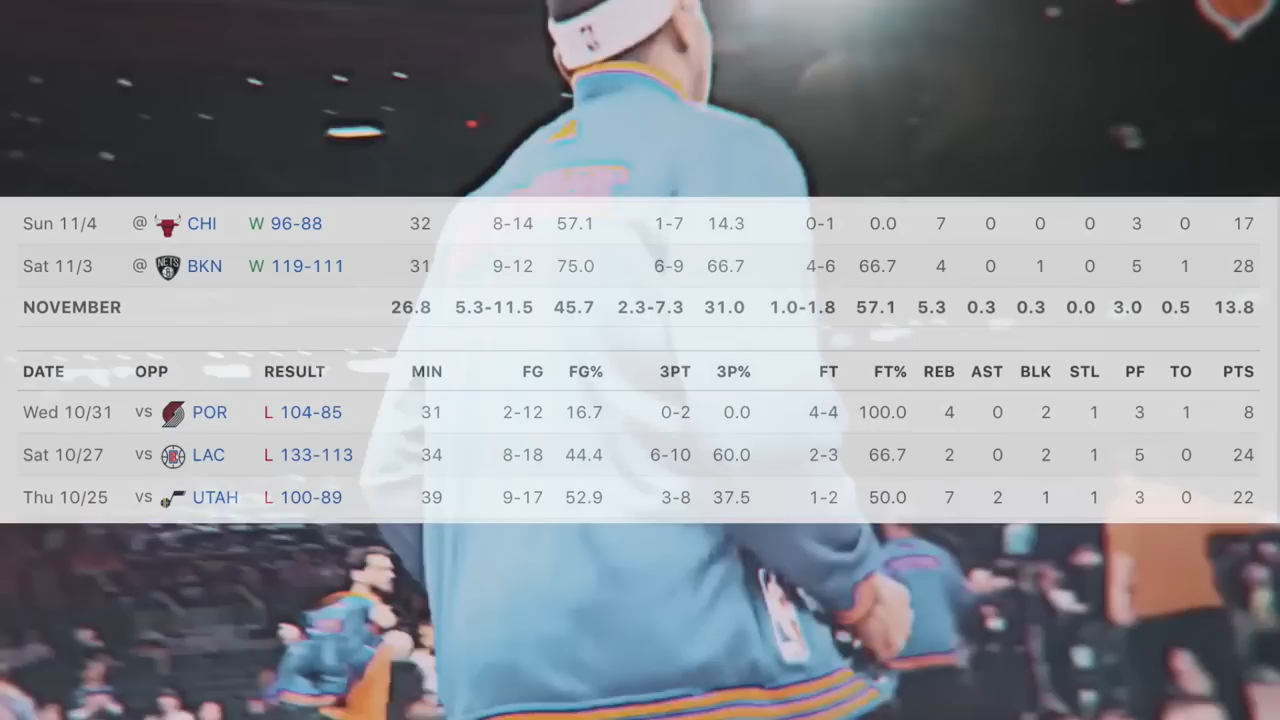 Sun 11/4 @ CHI W 96-88 32 8-14 57.1 1-7 14.3 0-1 0.0 7 0 0 0 3 0 17
Sat 11/3 @ NETS BKN W 119-111 31 9-12 75.0 6-9 66.7 4-6 66.7 4 0 1 0 5 1 28
NOVEMBER 26.8 5.3-11.5 45.7 2.3-7.3 31.0 1.0-1.8 57.1 5.3 0.3 0.3 0.0 3.0 0.5 13.8
DATE OPP RESULT MIN FG FG% 3PT 3P% FT FT% REB AST BLK STL PF TO PTS
Wed 10/31 vs POR L 104-85 31 2-12 16.7 0-2 0.0 4-4 100.0 4 0 2 1 3 1 8
Sat 10/27 vs LAC L 133-113 34 8-18 44.4 6-10 60.0 2-3 66.7 2 0 2 1 5 0 24
Thu 10/25 vs UTAH L 100-89 39 9-17 52.9 3-8 37.5 1-2 50.0 7 2 1 1 3 0 22